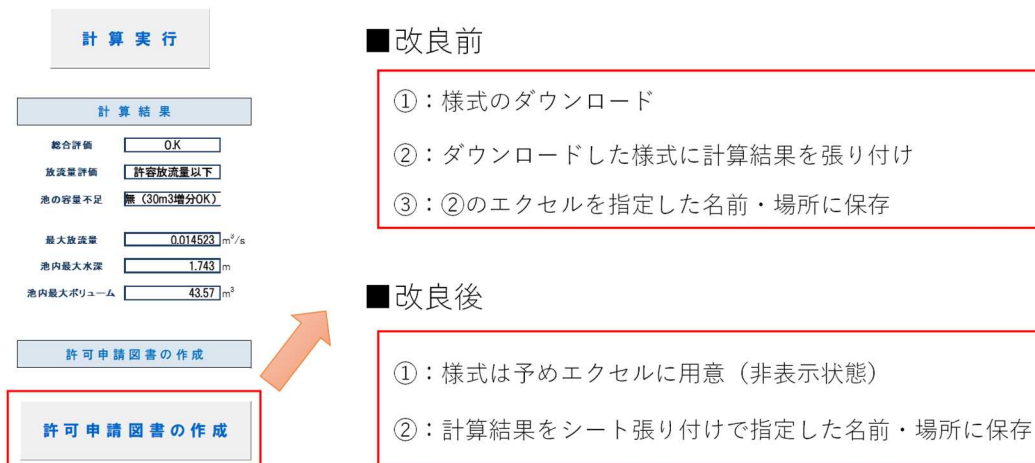 計算実行
計算結果
総合評価 O.K
放流量評価 許容放流量以下
池の容量不足 無（30m3増分OK）
最大放流量 0.014523 m³/s
池内最大水深 1.743 m
池内最大ボリューム 43.57 m³
許可申請図書の作成
許可申請図書の作成
■改良前
①：様式のダウンロード
②：ダウンロードした様式に計算結果を張り付け
③：②のエクセルを指定した名前・場所に保存
■改良後
①：様式は予めエクセルに用意（非表示状態）
②：計算結果をシート張り付けで指定した名前・場所に保存